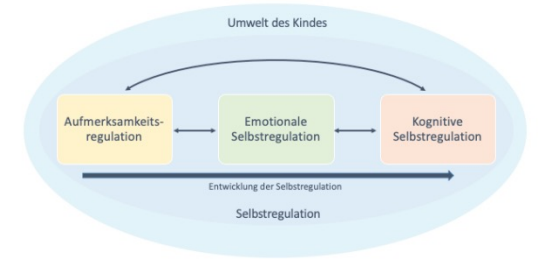 Umwelt des Kindes
Aufmerksamkeits-
regulation
Emotionale
Selbstregulation
Kognitive
Selbstregulation
Entwicklung der Selbstregulation
Selbstregulation